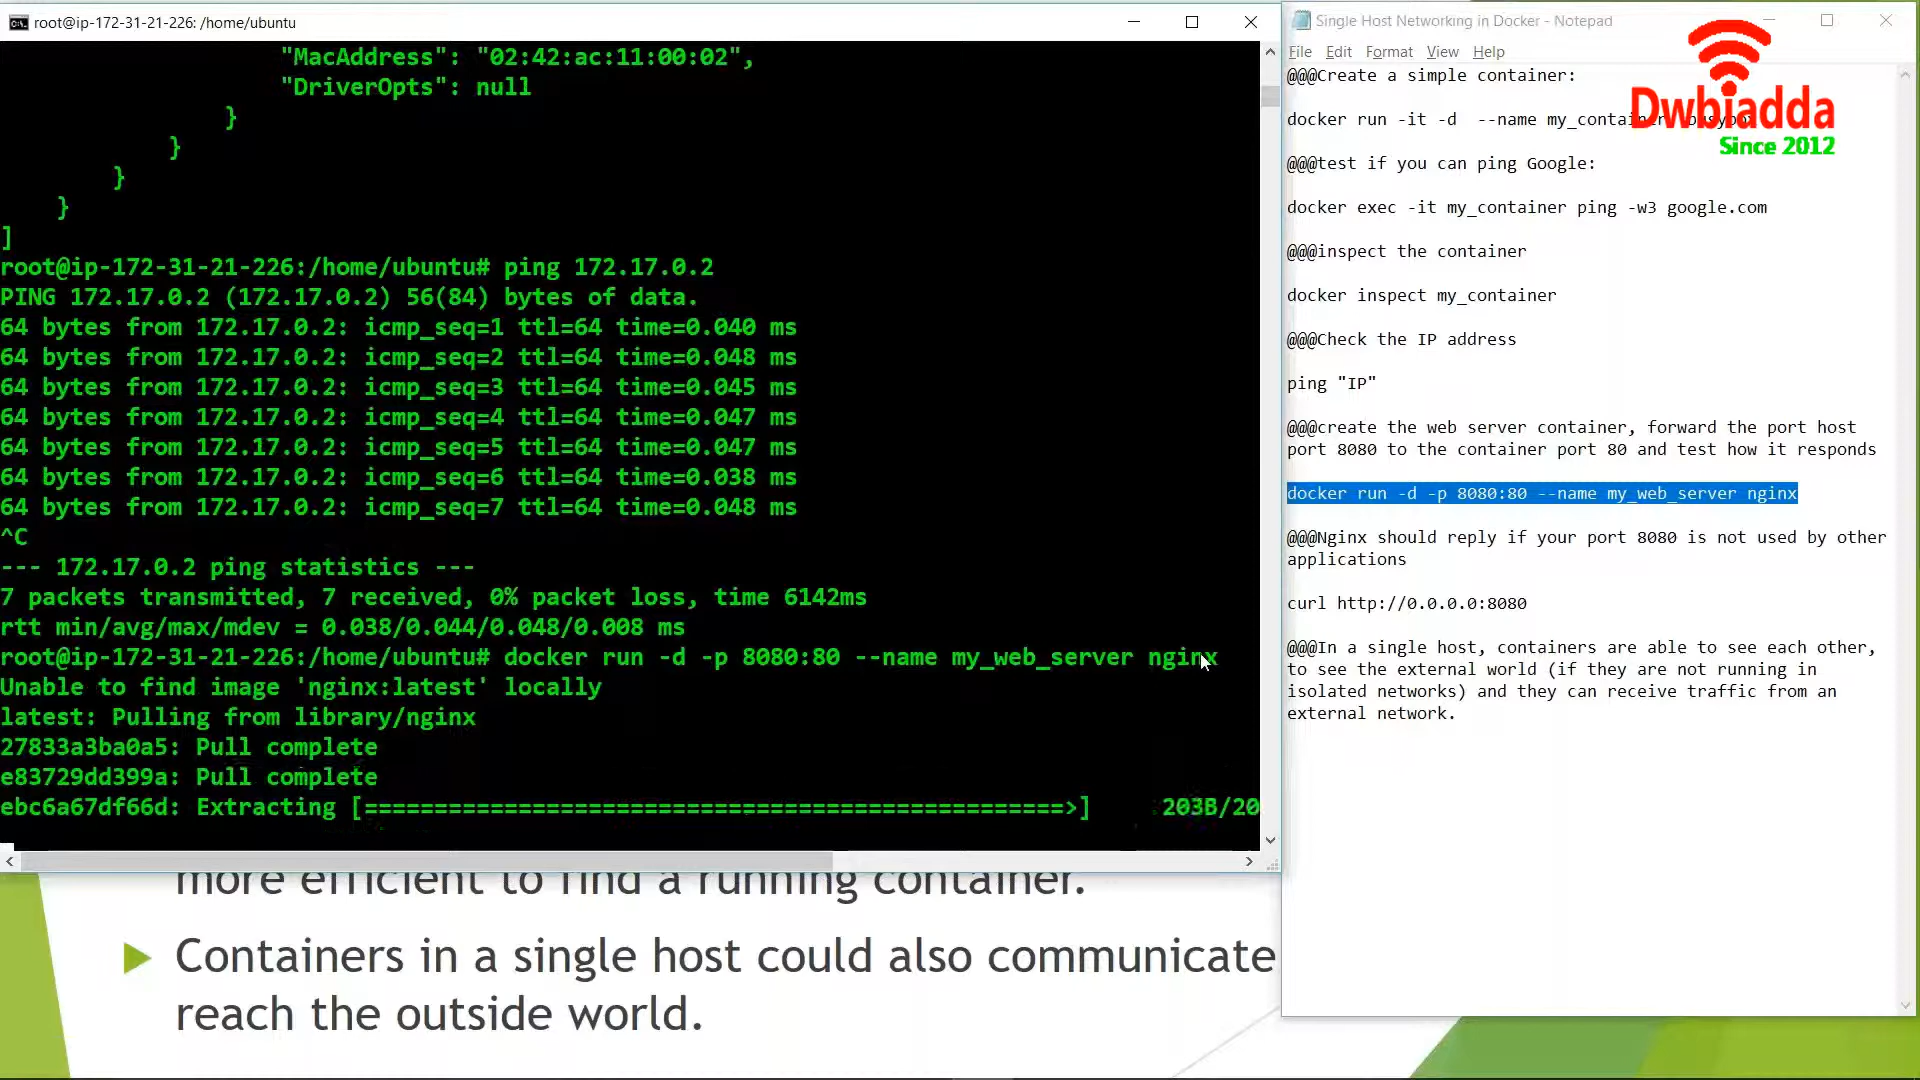 root@ip-172-31-21-226: /home/ubuntu
"MacAddress": "02:42:ac:11:00:02",
"DriverOpts": null
}
}
}
}
]
root@ip-172-31-21-226:/home/ubuntu# ping 172.17.0.2
PING 172.17.0.2 (172.17.0.2) 56(84) bytes of data.
64 bytes from 172.17.0.2: icmp_seq=1 ttl=64 time=0.040 ms
64 bytes from 172.17.0.2: icmp_seq=2 ttl=64 time=0.048 ms
64 bytes from 172.17.0.2: icmp_seq=3 ttl=64 time=0.045 ms
64 bytes from 172.17.0.2: icmp_seq=4 ttl=64 time=0.047 ms
64 bytes from 172.17.0.2: icmp_seq=5 ttl=64 time=0.047 ms
64 bytes from 172.17.0.2: icmp_seq=6 ttl=64 time=0.038 ms
64 bytes from 172.17.0.2: icmp_seq=7 ttl=64 time=0.048 ms
^C
--- 172.17.0.2 ping statistics ---
7 packets transmitted, 7 received, 0% packet loss, time 6142ms
rtt min/avg/max/mdev = 0.038/0.044/0.048/0.008 ms
root@ip-172-31-21-226:/home/ubuntu# docker run -d -p 8080:80 --name my_web_server nginx
Unable to find image 'nginx:latest' locally
latest: Pulling from library/nginx
27833a3ba0a5: Pull complete
e83729dd399a: Pull complete
ebc6a67df66d: Extracting [==================================================>] 203B/20
more efficient to find a running container.
Containers in a single host could also communicate
reach the outside world.
Single Host Networking in Docker - Notepad
File Edit Format View Help
@@@Create a simple container:
docker run -it -d  --name my_container busybox
@@@test if you can ping Google:
docker exec -it my_container ping -w3 google.com
@@@inspect the container
docker inspect my_container
@@@Check the IP address
ping "IP"
@@@create the web server container, forward the port host
port 8080 to the container port 80 and test how it responds
docker run -d -p 8080:80 --name my_web_server nginx
@@@Nginx should reply if your port 8080 is not used by other
applications
curl http://0.0.0.0:8080
@@@In a single host, containers are able to see each other,
to see the external world (if they are not running in
isolated networks) and they can receive traffic from an
external network.
Dwbiadda
Since 2012